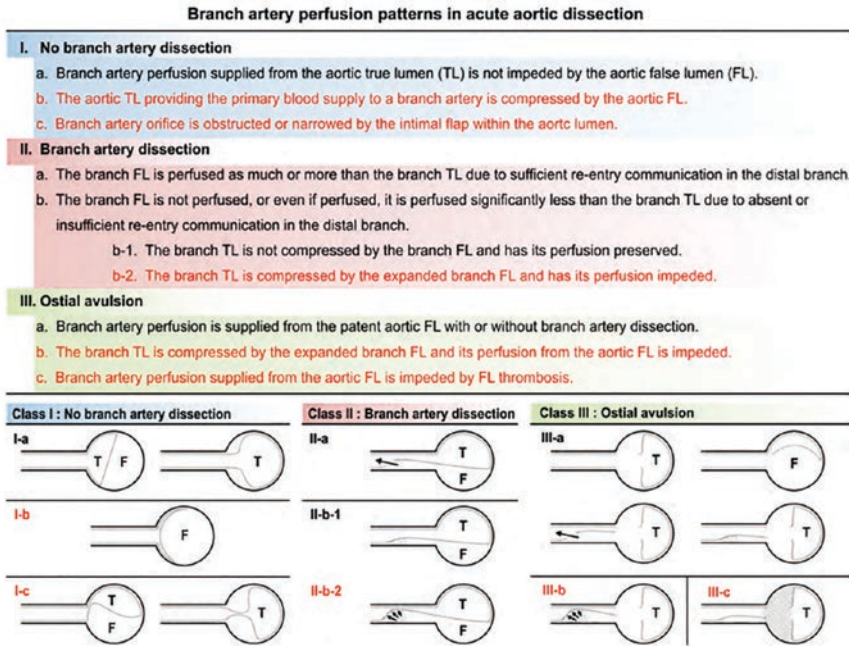 Branch artery perfusion patterns in acute aortic dissection
I. No branch artery dissection
a. Branch artery perfusion supplied from the aortic true lumen (TL) is not impeded by the aortic false lumen (FL).
b. The aortic TL providing the primary blood supply to a branch artery is compressed by the aortic FL.
c. Branch artery orifice is obstructed or narrowed by the intimal flap within the aortc lumen.
II. Branch artery dissection
a. The branch FL is perfused as much or more than the branch TL due to sufficient re-entry communication in the distal branch.
b. The branch FL is not perfused, or even if perfused, it is perfused significantly less than the branch TL due to absent or
insufficient re-entry communication in the distal branch.
b-1. The branch TL is not compressed by the branch FL and has its perfusion preserved.
b-2. The branch TL is compressed by the expanded branch FL and has its perfusion impeded.
III. Ostial avulsion
a. Branch artery perfusion is supplied from the patent aortic FL with or without branch artery dissection.
b. The branch TL is compressed by the expanded branch FL and its perfusion from the aortic FL is impeded.
c. Branch artery perfusion supplied from the aortic FL is impeded by FL thrombosis.
Class I : No branch artery dissection
I-a
T F
T
I-b
F
I-c
T
F
T
Class II : Branch artery dissection
II-a
T
F
II-b-1
T
F
II-b-2
T
F
Class III : Ostial avulsion
III-a
T
F
T
T
III-b
T
III-c
T